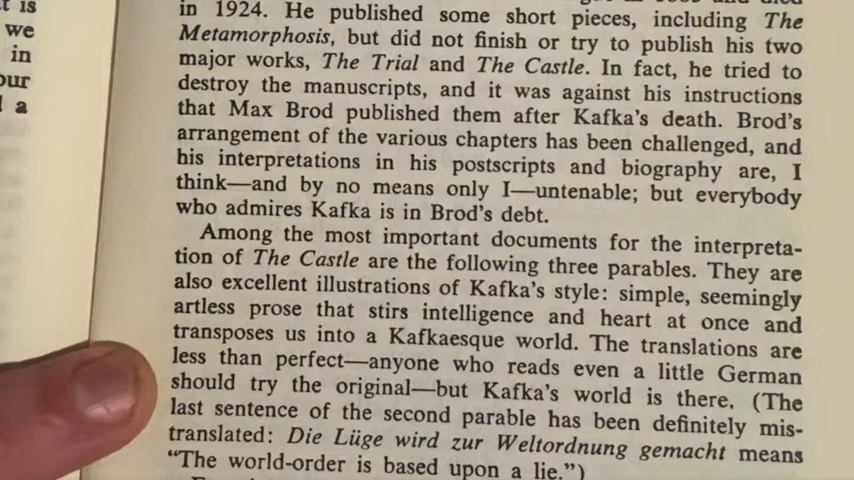 t is
we
in
our
l a
in 1924. He published some short pieces, including The
Metamorphosis, but did not finish or try to publish his two
major works, The Trial and The Castle. In fact, he tried to
destroy the manuscripts, and it was against his instructions
that Max Brod published them after Kafka's death. Brod's
arrangement of the various chapters has been challenged, and
his interpretations in his postscripts and biography are, I
think—and by no means only I—untenable; but everybody
who admires Kafka is in Brod's debt.
Among the most important documents for the interpreta-
tion of The Castle are the following three parables. They are
also excellent illustrations of Kafka's style: simple, seemingly
artless prose that stirs intelligence and heart at once and
transposes us into a Kafkaesque world. The translations are
less than perfect—anyone who reads even a little German
should try the original—but Kafka's world is there. (The
last sentence of the second parable has been definitely mis-
translated: Die Lüge wird zur Weltordnung gemacht means
“The world-order is based upon a lie.”)